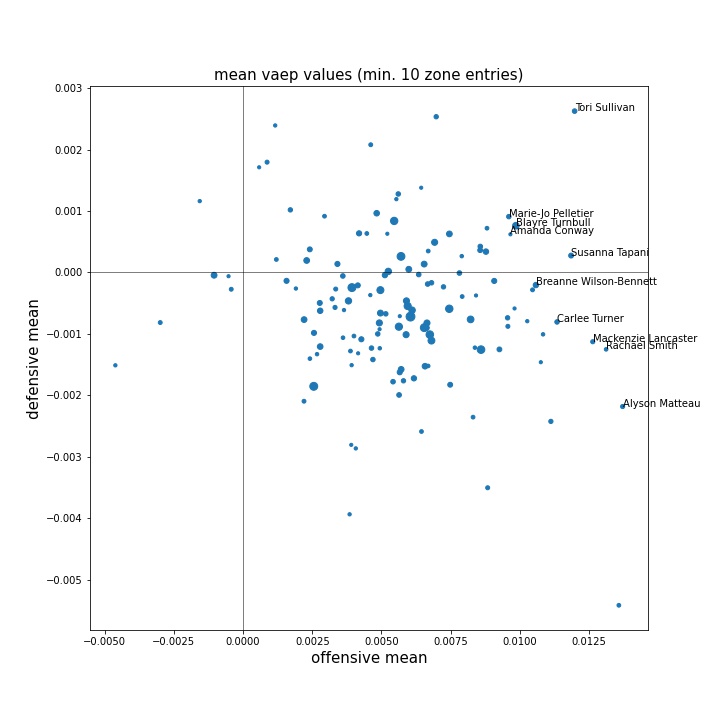 mean vaep values (min. 10 zone entries)
0.003
0.002
0.001
0.000
−0.001
−0.002
−0.003
−0.004
−0.005
defensive mean
Tori Sullivan
Marie-Jo Pelletier
Blayre Turnbull
Amanda Conway
Susanna Tapani
Breanne Wilson-Bennett
Carlee Turner
Mackenzie Lancaster
Rachael Smith
Alyson Matteau
−0.0050
−0.0025
0.0000
0.0025
0.0050
0.0075
0.0100
0.0125
offensive mean